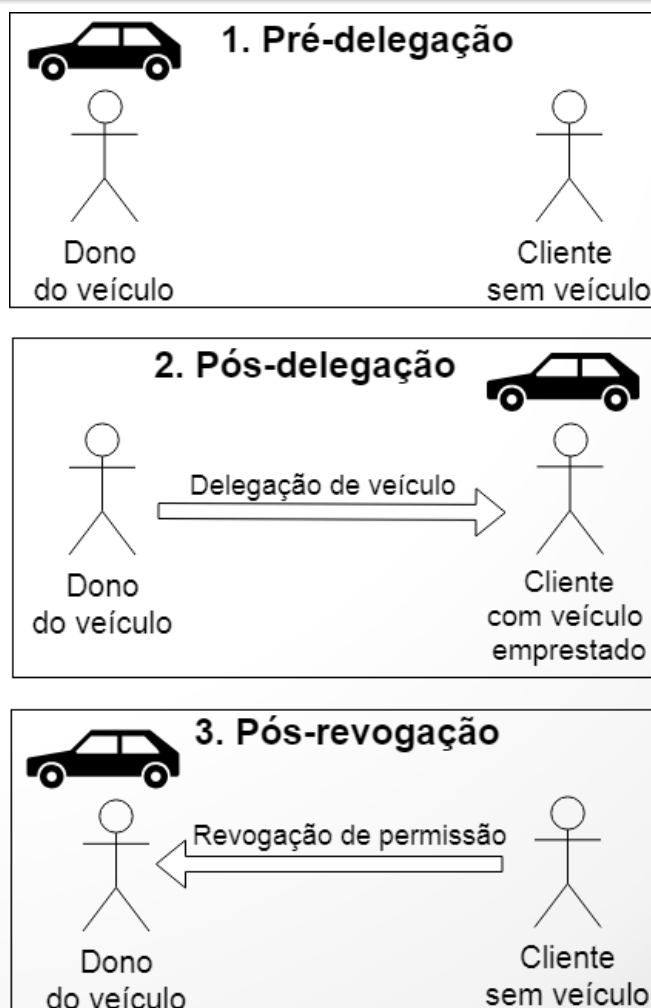 1. Pré-delegação
Dono
do veículo
Cliente
sem veículo
2. Pós-delegação
Delegação de veículo
Dono
do veículo
Cliente
com veículo
emprestado
3. Pós-revogação
Revogação de permissão
Dono
do veículo
Cliente
sem veículo